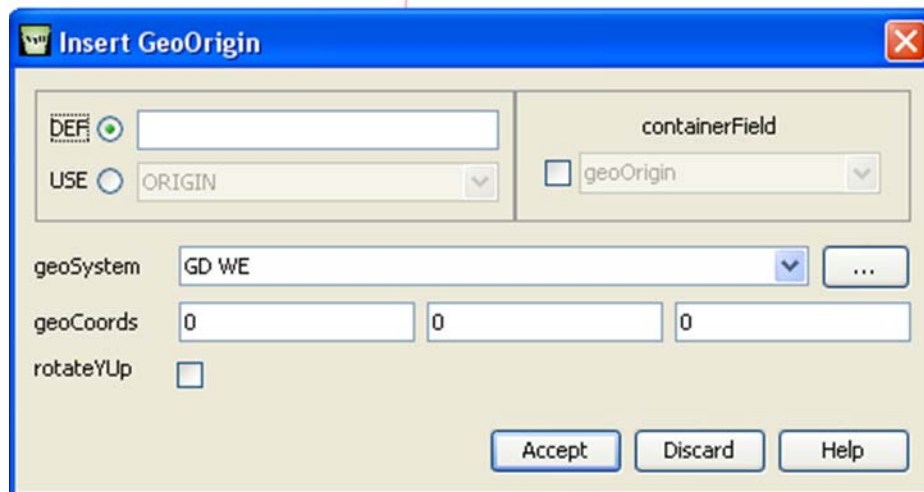 Insert GeoOrigin
DEF
containerField
USE ORIGIN
geoOrigin
geoSystem GD WE ...
geoCoords 0 0 0
rotateYUp
Accept Discard Help